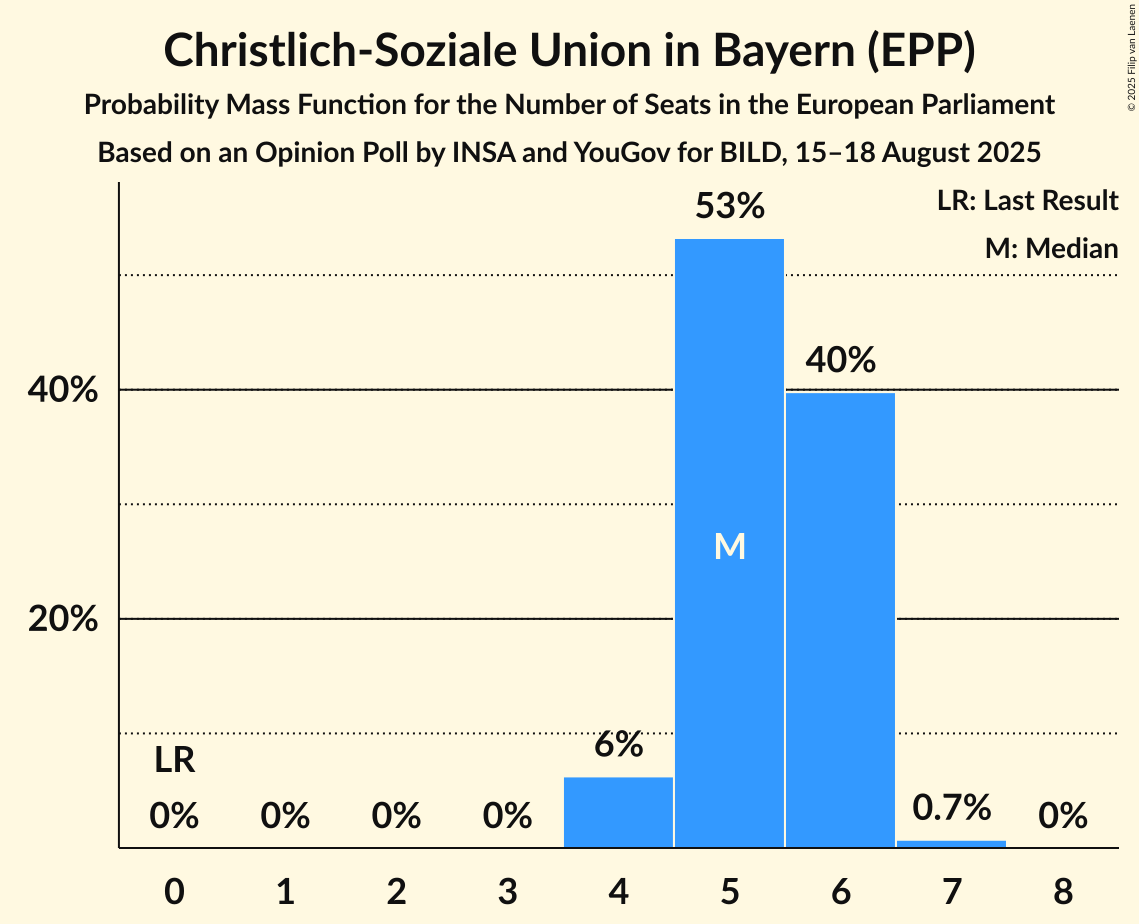 Christlich-Soziale Union in Bayern (EPP)
Probability Mass Function for the Number of Seats in the European Parliament
Based on an Opinion Poll by INSA and YouGov for BILD, 15–18 August 2025
© 2025 Filip van Laenen
LR: Last Result
M: Median
53%
40%
40%
M
20%
6%
LR
0% 0% 0% 0% 0.7% 0%
0 1 2 3 4 5 6 7 8